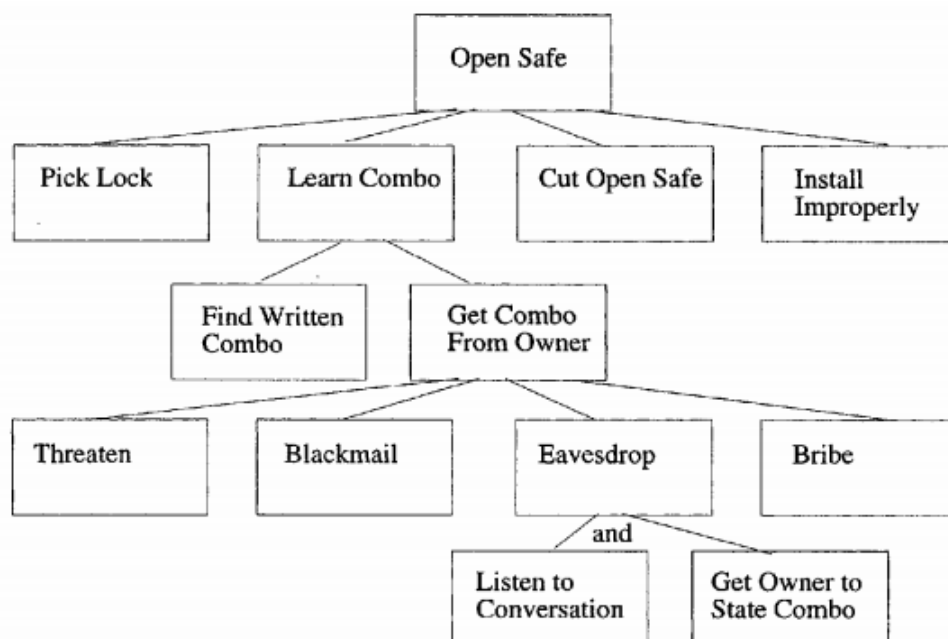 Open Safe
Pick Lock
Learn Combo
Cut Open Safe
Install
Improperly
Find Written
Combo
Get Combo
From Owner
Threaten
Blackmail
Eavesdrop
Bribe
and
Listen to
Conversation
Get Owner to
State Combo